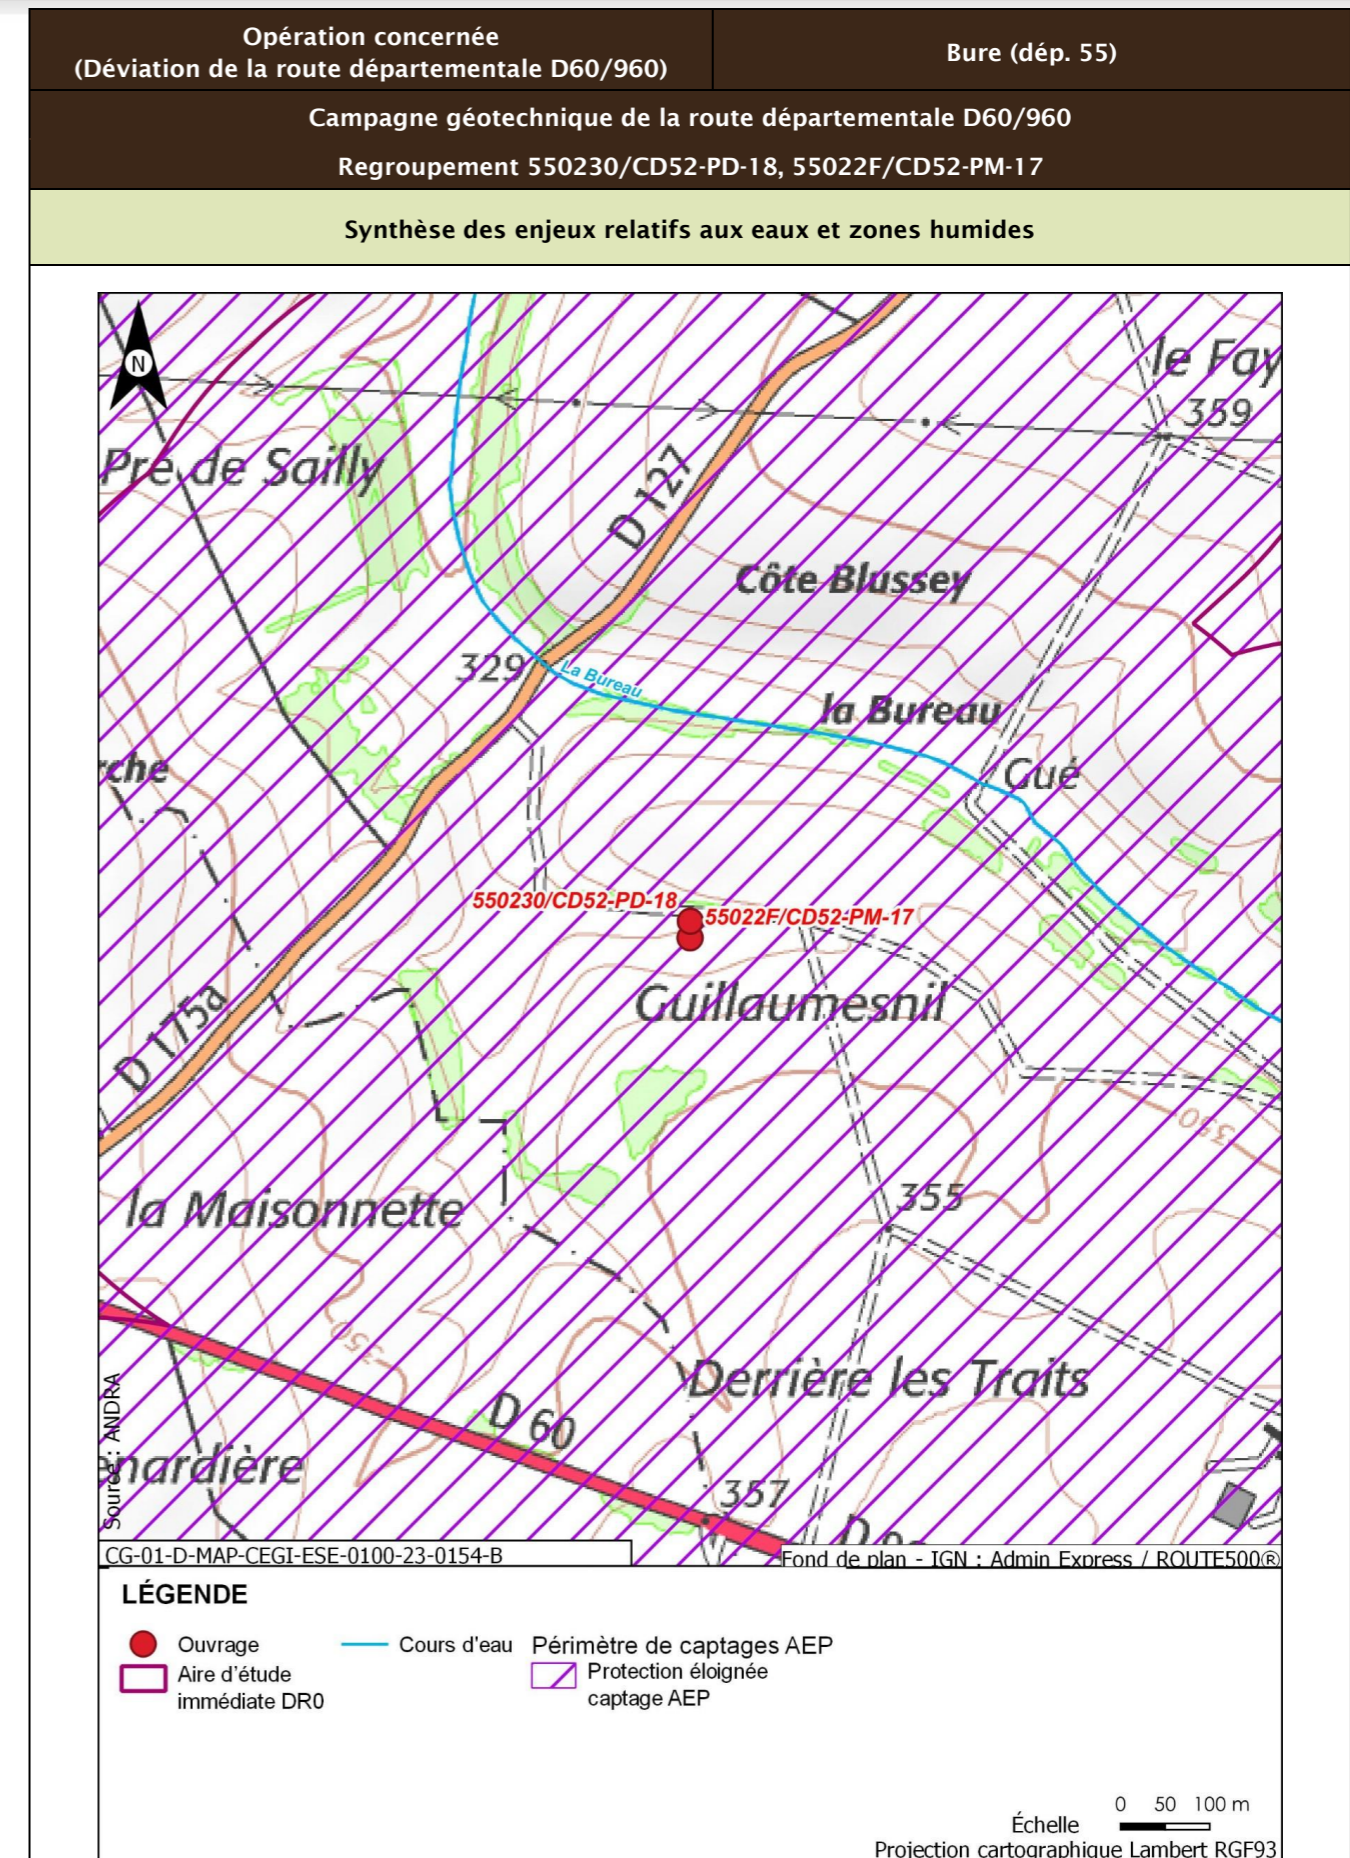 Opération concernée
(Déviation de la route départementale D60/960)
Bure (dép. 55)
Campagne géotechnique de la route départementale D60/960
Regroupement 550230/CD52-PD-18, 55022F/CD52-PM-17
Synthèse des enjeux relatifs aux eaux et zones humides
N
le Fay
359
Pré de Sailly
D 127
Côte Blussey
329
La Bureau
la Bureau
Gué
rche
550230/CD52-PD-18
55022F/CD52-PM-17
Guillaumesnil
D 175a
350
355
la Maisonnette
350
Derrière les Traits
D 60
nardière
357
Source : ANDRA
CG-01-D-MAP-CEGI-ESE-0100-23-0154-B
Fond de plan - IGN : Admin Express / ROUTE500®
LÉGENDE
Ouvrage
Aire d'étude
immédiate DR0
Cours d'eau
Périmètre de captages AEP
Protection éloignée
captage AEP
0 50 100 m
Échelle
Projection cartographique Lambert RGF93